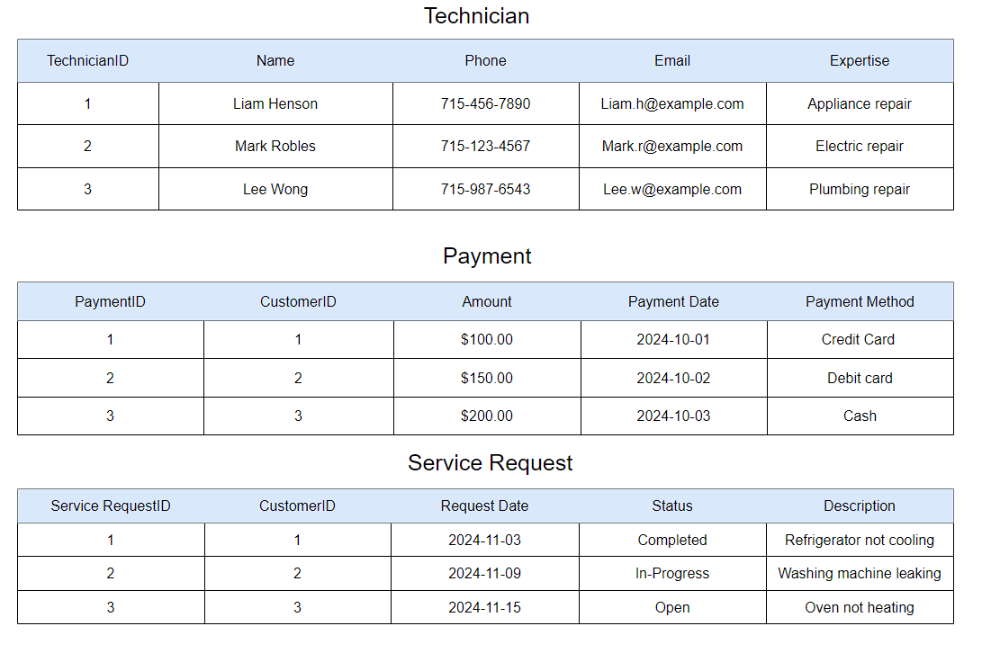 Technician
TechnicianID Name Phone Email Expertise
1 Liam Henson 715-456-7890 Liam.h@example.com Appliance repair
2 Mark Robles 715-123-4567 Mark.r@example.com Electric repair
3 Lee Wong 715-987-6543 Lee.w@example.com Plumbing repair
Payment
PaymentID CustomerID Amount Payment Date Payment Method
1 1 $100.00 2024-10-01 Credit Card
2 2 $150.00 2024-10-02 Debit card
3 3 $200.00 2024-10-03 Cash
Service Request
Service RequestID CustomerID Request Date Status Description
1 1 2024-11-03 Completed Refrigerator not cooling
2 2 2024-11-09 In-Progress Washing machine leaking
3 3 2024-11-15 Open Oven not heating